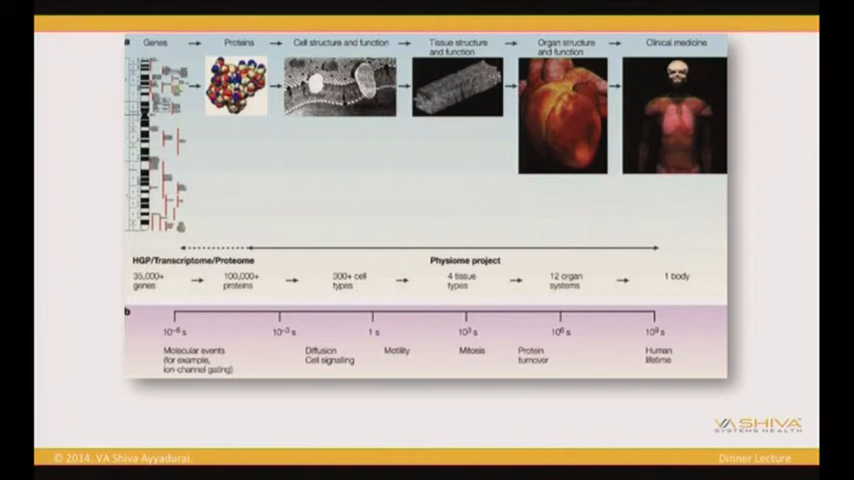 a
Genes
Proteins
Cell structure and function
Tissue structure
and function
Organ structure
and function
Clinical medicine
HGP/Transcriptome/Proteome
Physiome project
35,000+
genes
100,000+
proteins
300+ cell
types
4 tissue
types
12 organ
systems
1 body
b
10⁻⁶ s
10⁻³ s
1 s
10³ s
10⁶ s
10⁹ s
Molecular events
(for example,
ion-channel gating)
Diffusion
Cell signalling
Motility
Mitosis
Protein
turnover
Human
lifetime
VA SHIVA
SYSTEMS HEALTH
© 2014. VA Shiva Ayyadurai.
Dinner Lecture